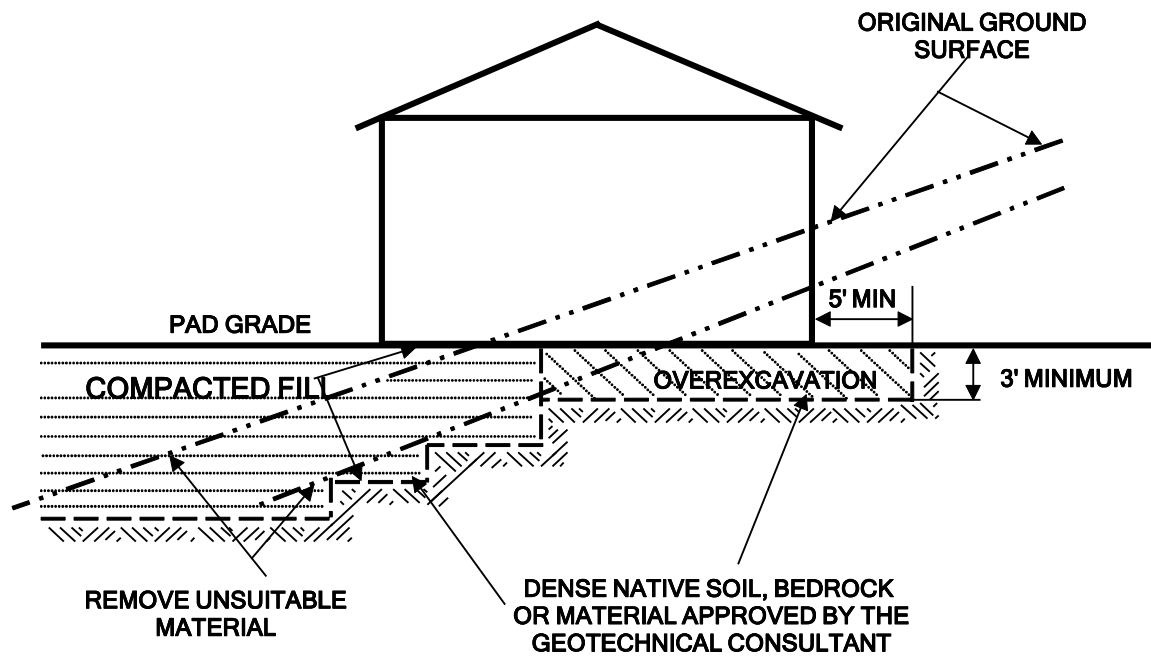 ORIGINAL GROUND
SURFACE
5' MIN
PAD GRADE
COMPACTED FILL
OVEREXCAVATION
3' MINIMUM
REMOVE UNSUITABLE
MATERIAL
DENSE NATIVE SOIL, BEDROCK
OR MATERIAL APPROVED BY THE
GEOTECHNICAL CONSULTANT